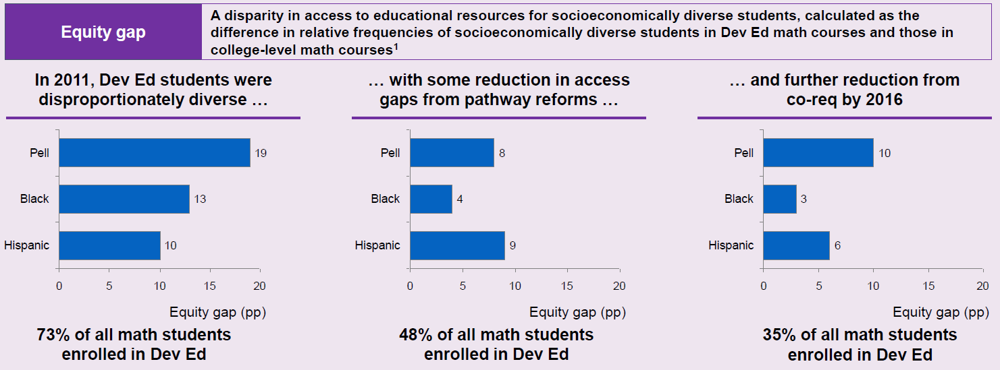 Equity gap
A disparity in access to educational resources for socioeconomically diverse students, calculated as the
difference in relative frequencies of socioeconomically diverse students in Dev Ed math courses and those in
college-level math courses¹
In 2011, Dev Ed students were
disproportionately diverse …
Pell
19
Black
13
Hispanic
10
0 5 10 15 20
Equity gap (pp)
73% of all math students
enrolled in Dev Ed
… with some reduction in access
gaps from pathway reforms …
Pell
8
Black
4
Hispanic
9
0 5 10 15 20
Equity gap (pp)
48% of all math students
enrolled in Dev Ed
… and further reduction from
co-req by 2016
Pell
10
Black
3
Hispanic
6
0 5 10 15 20
Equity gap (pp)
35% of all math students
enrolled in Dev Ed